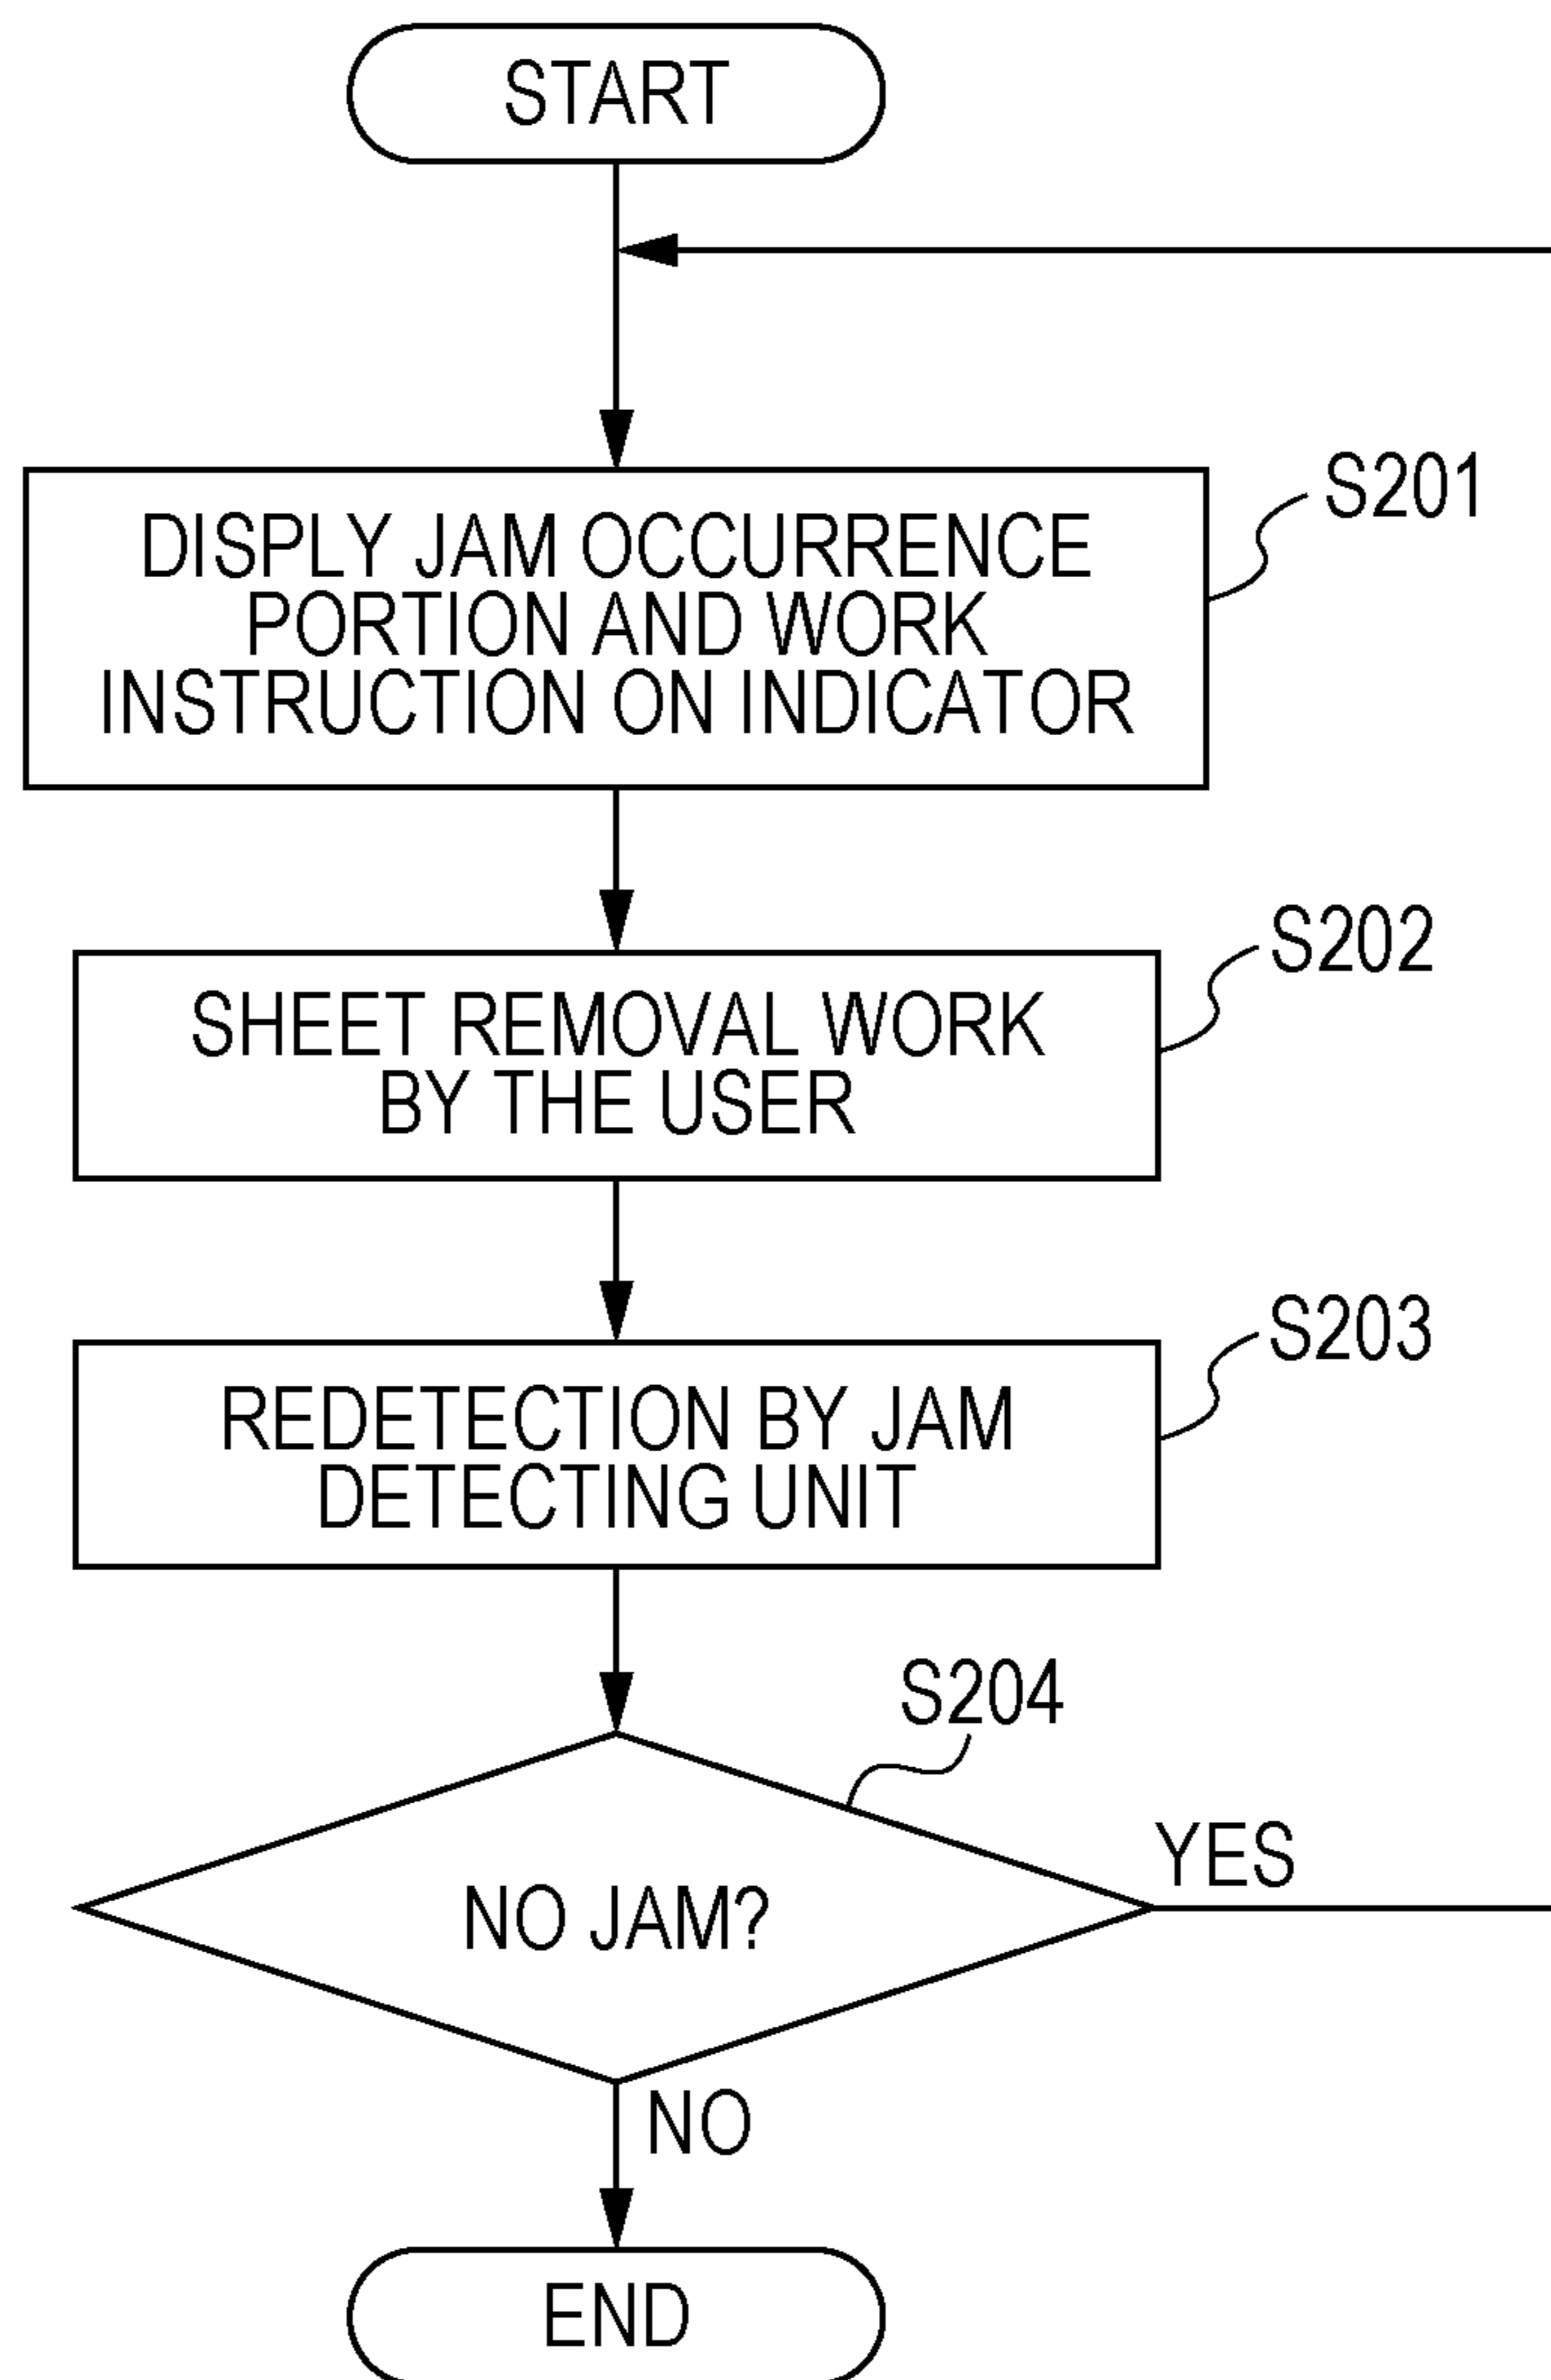 START
DISPLY JAM OCCURRENCE
PORTION AND WORK
INSTRUCTION ON INDICATOR
S201
SHEET REMOVAL WORK
BY THE USER
S202
REDETECTION BY JAM
DETECTING UNIT
S203
S204
NO JAM?
YES
NO
END